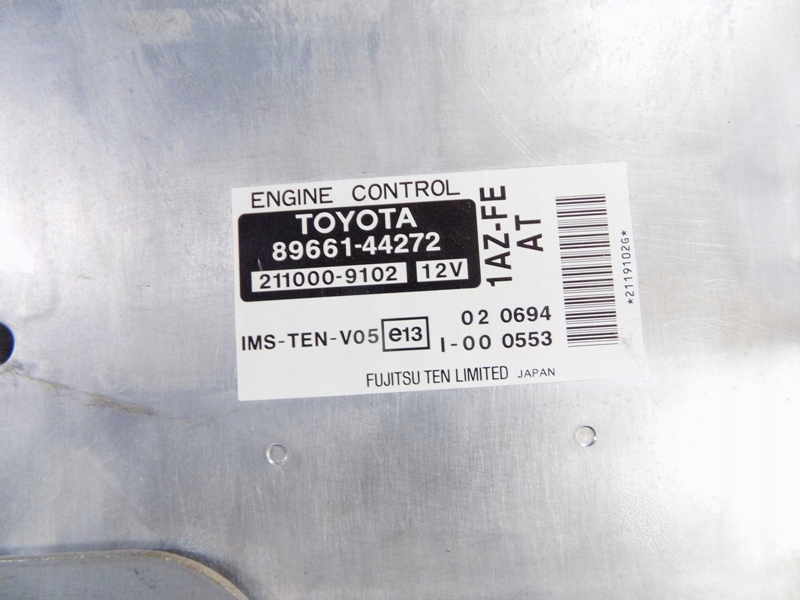 ENGINE CONTROL
TOYOTA
89661-44272
211000-9102 12V
1AZ-FE
AT
IMS-TEN-V05 e13
02 0694
I-00 0553
FUJITSU TEN LIMITED JAPAN
*2119102G*